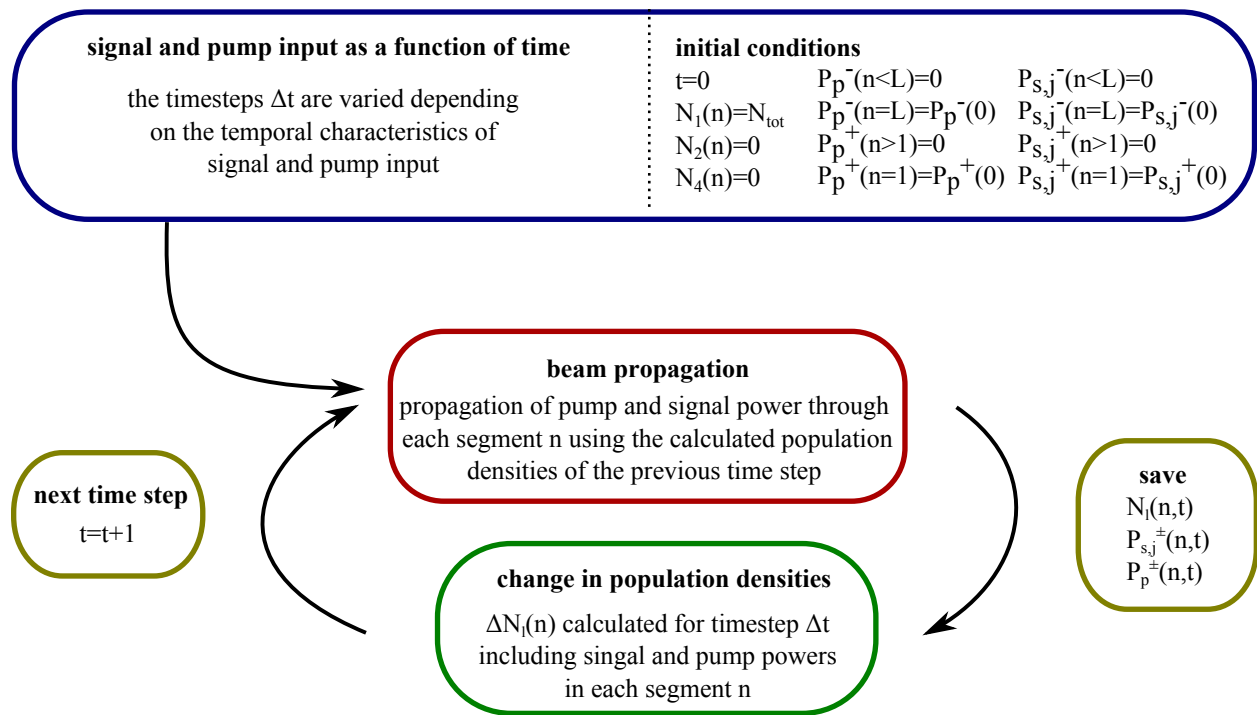 signal and pump input as a function of time
the timesteps Δt are varied depending
on the temporal characteristics of
signal and pump input
initial conditions
t=0 Pp⁻(n<L)=0 Ps,j⁻(n<L)=0
N₁(n)=Ntot Pp⁻(n=L)=Pp⁻(0) Ps,j⁻(n=L)=Ps,j⁻(0)
N₂(n)=0 Pp⁺(n>1)=0 Ps,j⁺(n>1)=0
N₄(n)=0 Pp⁺(n=1)=Pp⁺(0) Ps,j⁺(n=1)=Ps,j⁺(0)
beam propagation
propagation of pump and signal power through
each segment n using the calculated population
densities of the previous time step
next time step
t=t+1
save
Nl(n,t)
Ps,j±(n,t)
Pp±(n,t)
change in population densities
ΔNl(n) calculated for timestep Δt
including singal and pump powers
in each segment n